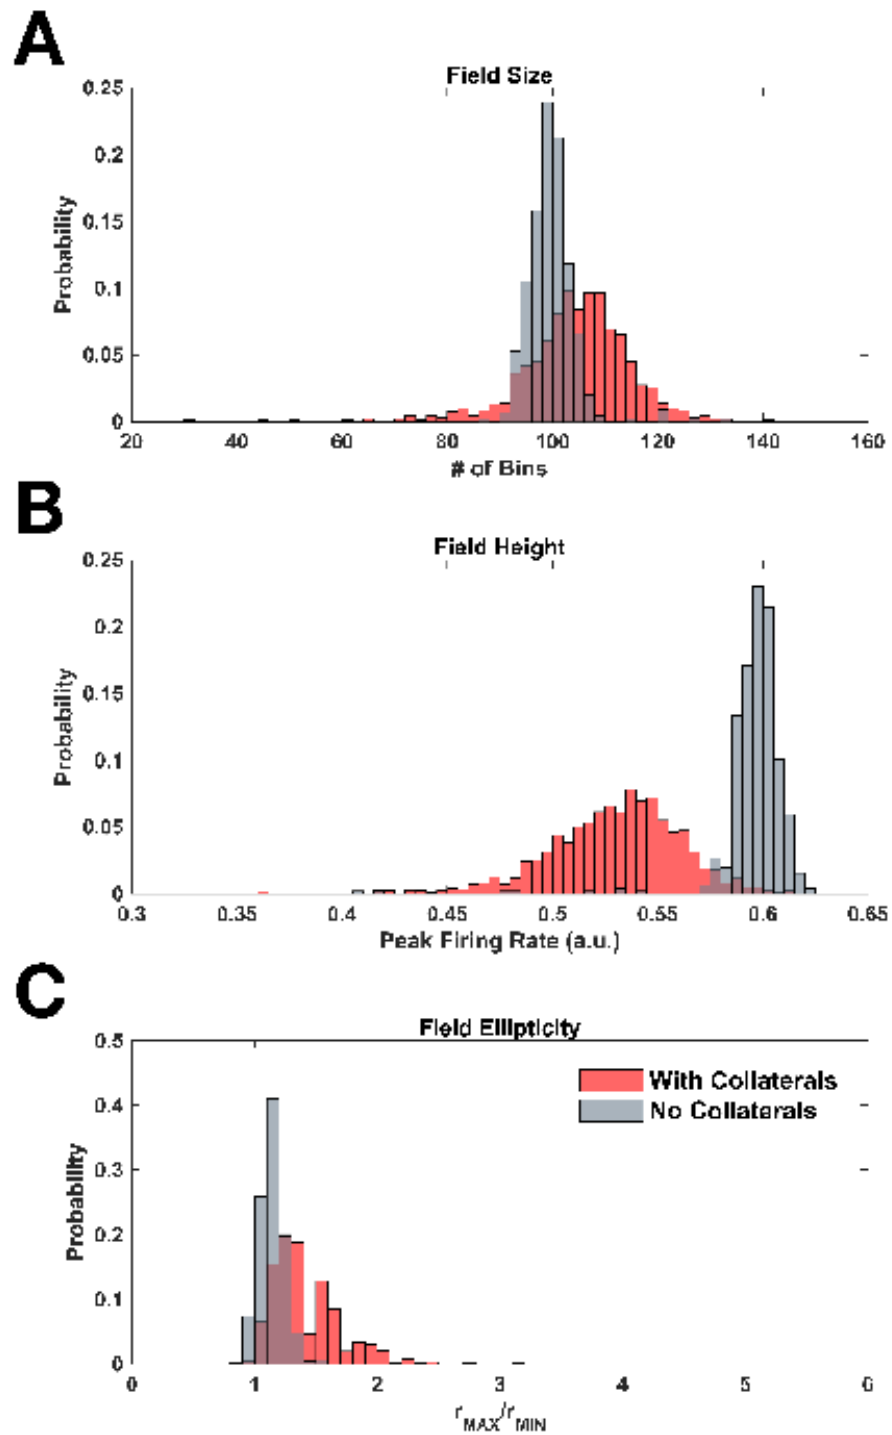 A
Field Size
0.25
0.2
0.15
0.1
0.05
0
Probability
20 40 60 80 100 120 140 160
# of Bins
B
Field Height
0.25
0.2
0.15
0.1
0.05
0
Probability
0.3 0.35 0.4 0.45 0.5 0.55 0.6 0.65
Peak Firing Rate (a.u.)
C
Field Ellipticity
0.5
0.4
0.3
0.2
0.1
0
Probability
With Collaterals
No Collaterals
0 1 2 3 4 5 6
rMAX/rMIN